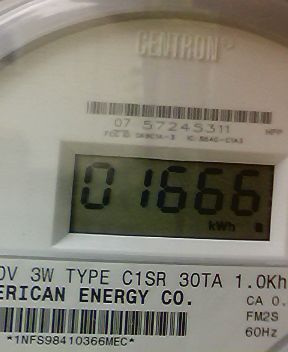 CENTRON®
07 57245311
HPP
01666
kWh
0V 3W TYPE C1SR 30TA 1.0Kh
ERICAN ENERGY CO.
CA 0.
FM2S
60Hz
*1NFS98410366MEC*